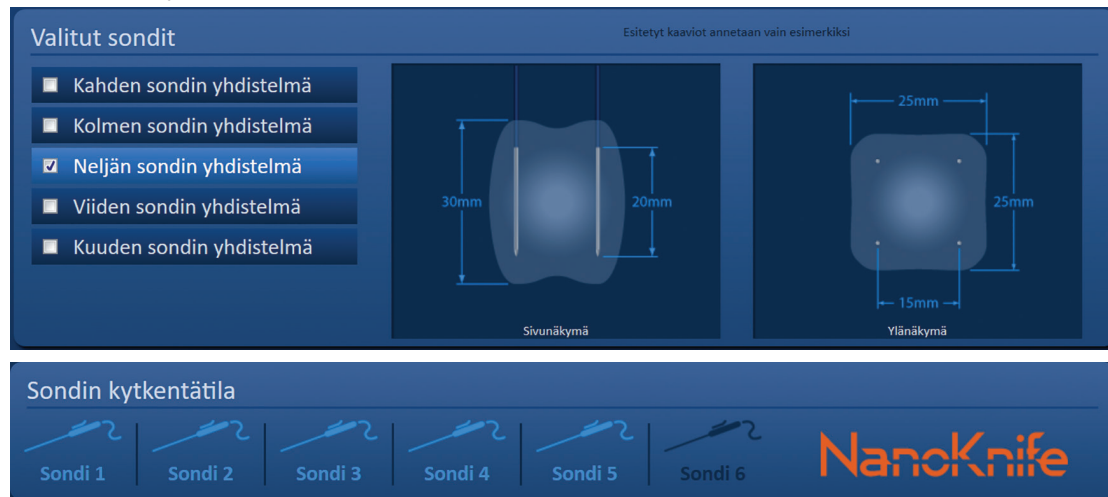 Valitut sondit
Esitetyt kaaviot annetaan vain esimerkiksi
Kahden sondin yhdistelmä
Kolmen sondin yhdistelmä
Neljän sondin yhdistelmä
Viiden sondin yhdistelmä
Kuuden sondin yhdistelmä
30mm
20mm
Sivunäkymä
25mm
25mm
15mm
Ylänäkymä
Sondin kytkentätila
Sondi 1
Sondi 2
Sondi 3
Sondi 4
Sondi 5
Sondi 6
NanoKnife